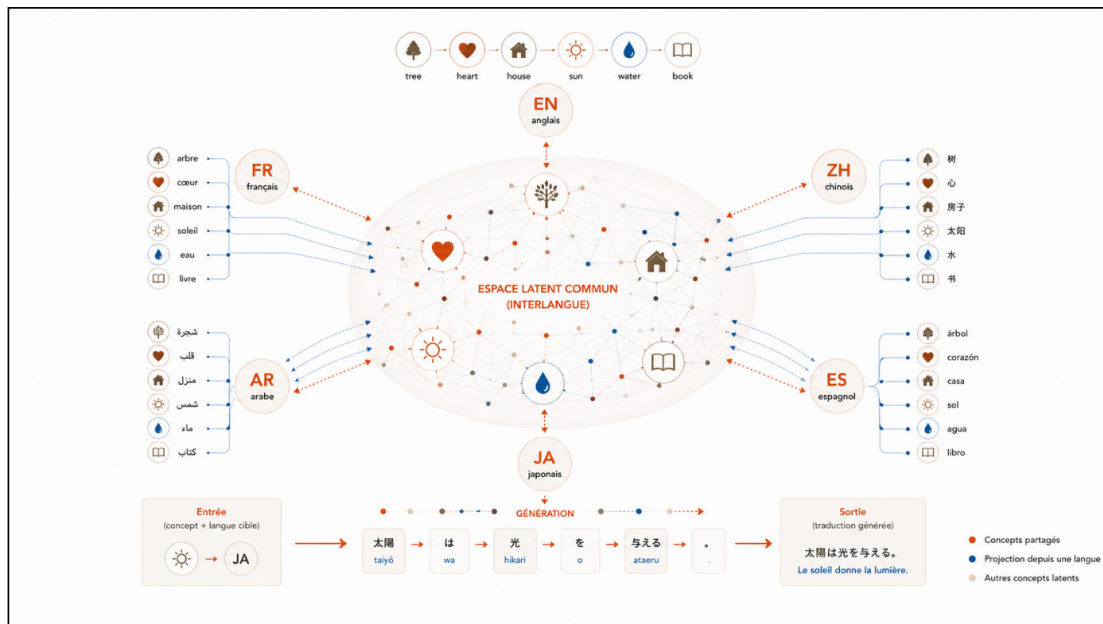 tree
heart
house
sun
water
book
EN
anglais
FR
français
arbre
cœur
maison
soleil
eau
livre
ZH
chinois
树
心
房子
太阳
水
书
ESPACE LATENT COMMUN
(INTERLANGUE)
AR
arabe
شجرة
قلب
منزل
شمس
ماء
كتاب
ES
espagnol
árbol
corazón
casa
sol
agua
libro
JA
japonais
Entrée
(concept + langue cible)
JA
GÉNÉRATION
太陽 は 光 を 与える 。
taiyō wa hikari o ataeru .
Sortie
(traduction générée)
太陽は光を与える。
Le soleil donne la lumière.
Concepts partagés
Projection depuis une langue
Autres concepts latents